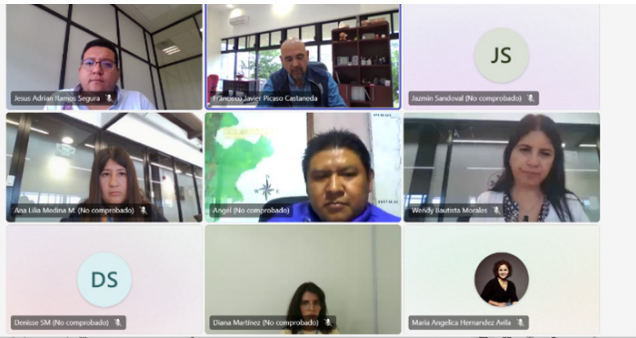 Jesus Adrian Ramos Segura
Francisco Javier Picaso Castaneda
JS
Jazmin Sandoval (No comprobado)
Ana Lilia Medina M. (No comprobado)
Angel (No comprobado)
Wendy Bautista Morales
DS
Denisse SM (No comprobado)
Diana Martínez (No comprobado)
Maria Angelica Hernandez Avila